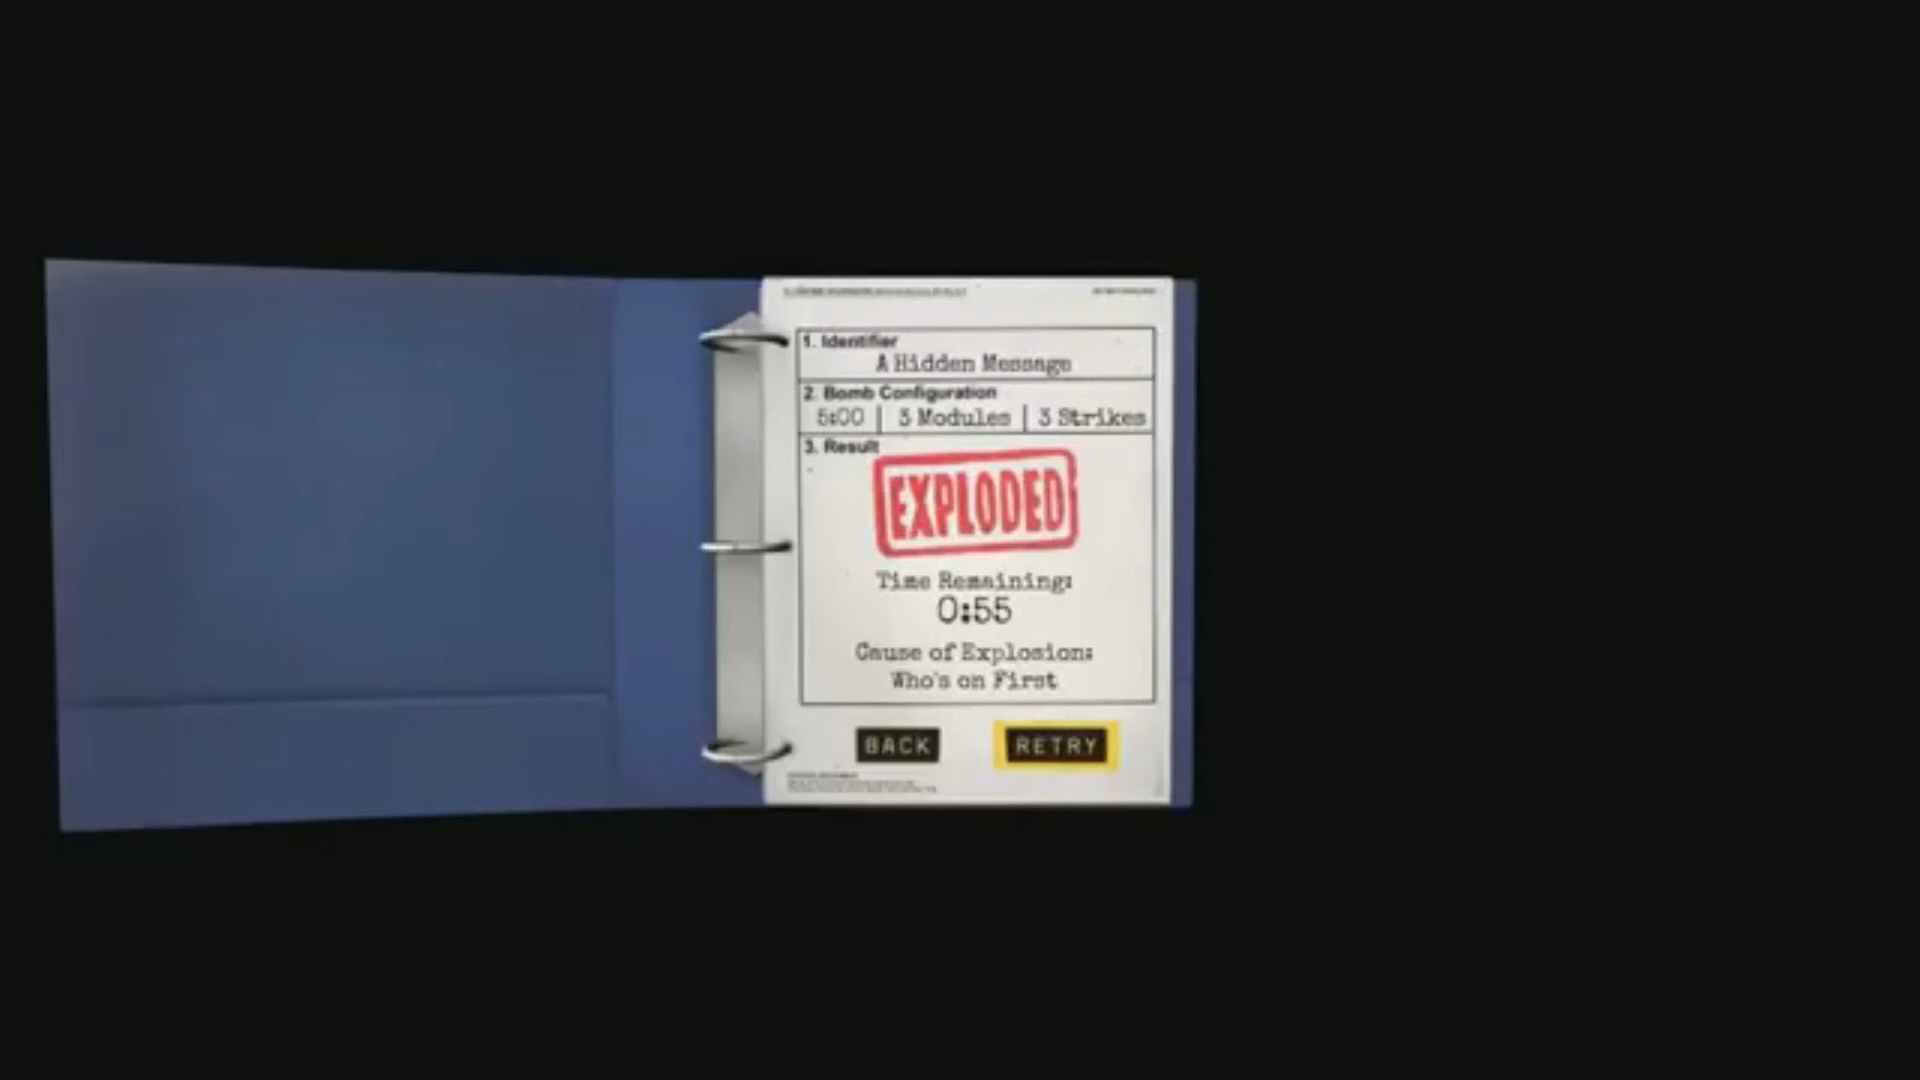 1. Identifier
A Hidden Message
2. Bomb Configuration
5:00 | 3 Modules | 3 Strikes
3. Result
EXPLODED
Time Remaining:
0:55
Cause of Explosion:
Who's on First
BACK RETRY